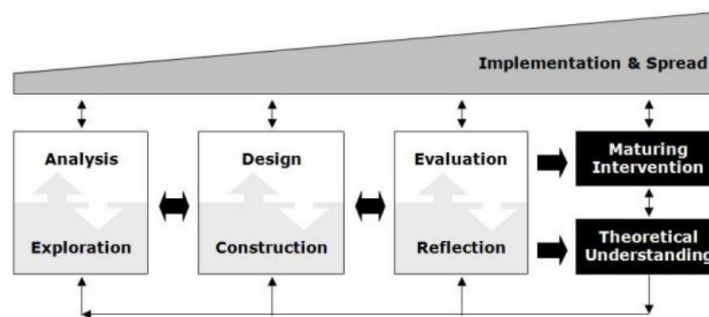 Implementation & Spread
Analysis
Exploration
Design
Construction
Evaluation
Reflection
Maturing
Intervention
Theoretical
Understanding